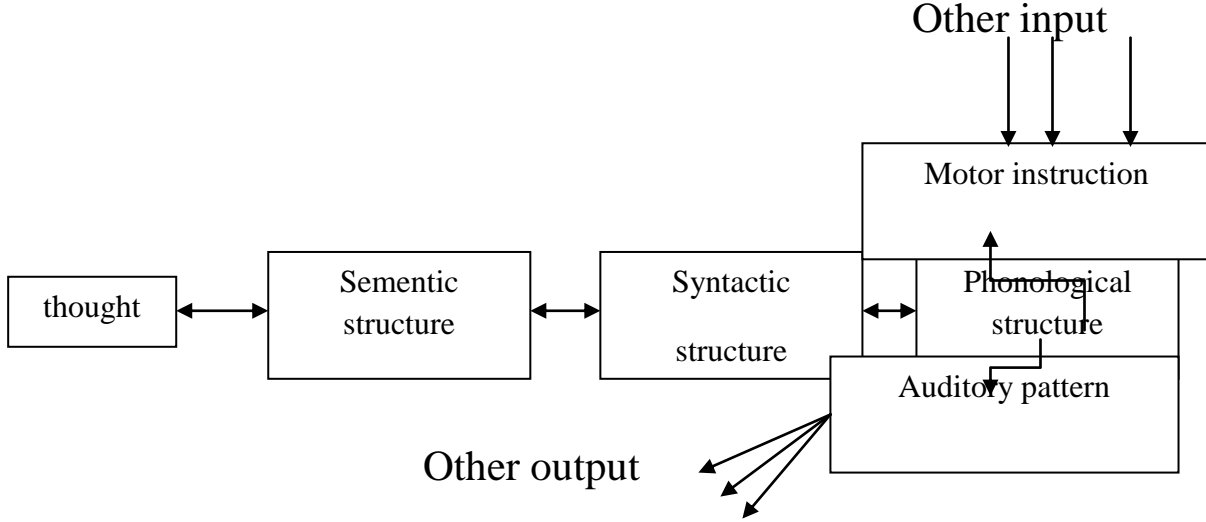 Other input
Motor instruction
thought
Sementic
structure
Syntactic
structure
Phonological
structure
Auditory pattern
Other output